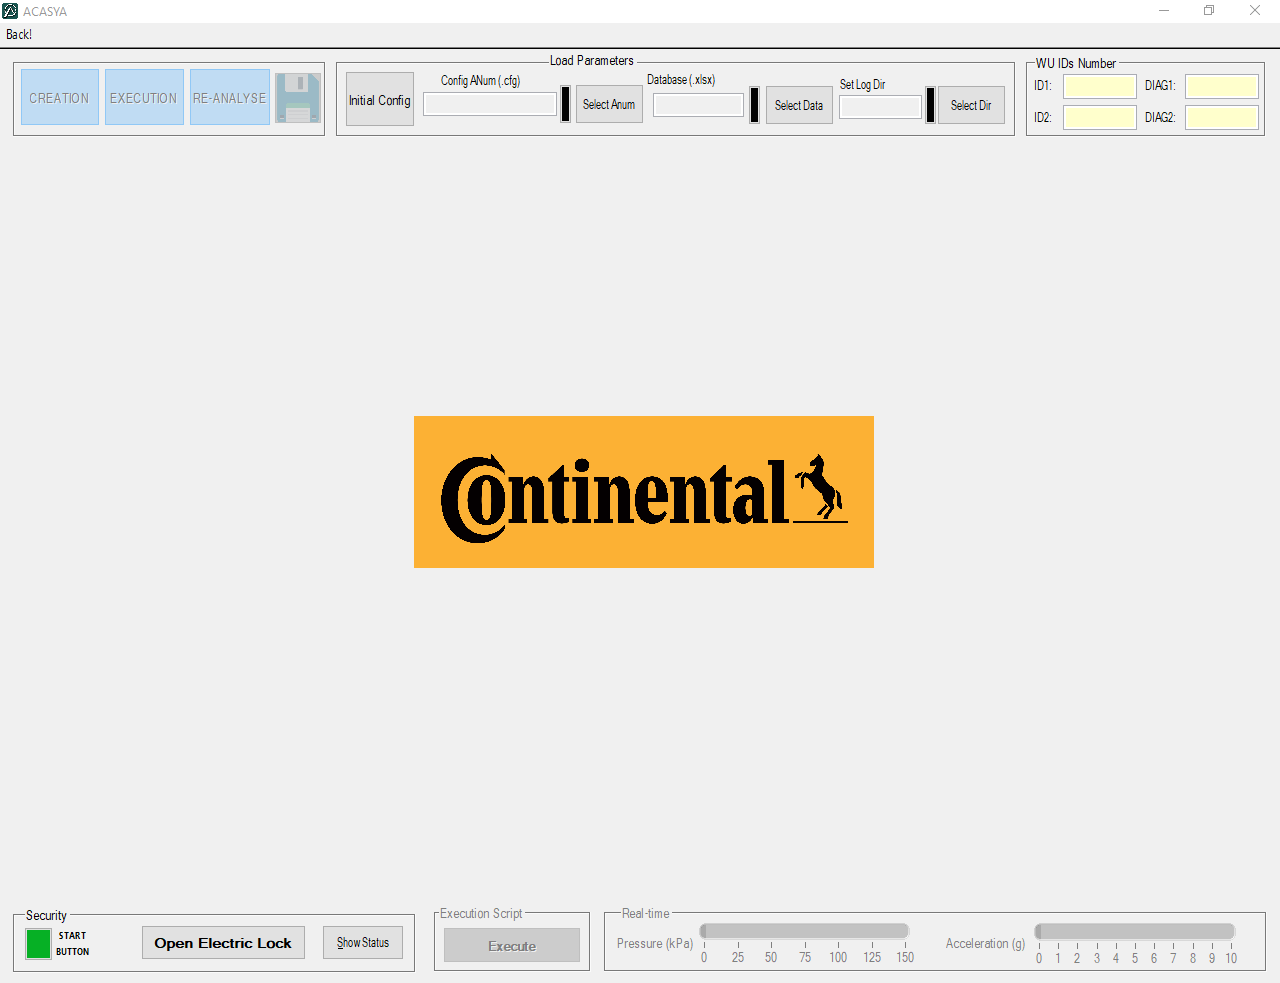 ACASYA
Back!
CREATION
EXECUTION
RE-ANALYSE
Load Parameters
Initial Config
Config ANum (.cfg)
Select Anum
Database (.xlsx)
Select Data
Set Log Dir
Select Dir
WU IDs Number
ID1:
DIAG1:
ID2:
DIAG2:
Continental
Security
START
BUTTON
Open Electric Lock
Show Status
Execution Script
Execute
Real-time
Pressure (kPa)
0 25 50 75 100 125 150
Acceleration (g)
0 1 2 3 4 5 6 7 8 9 10